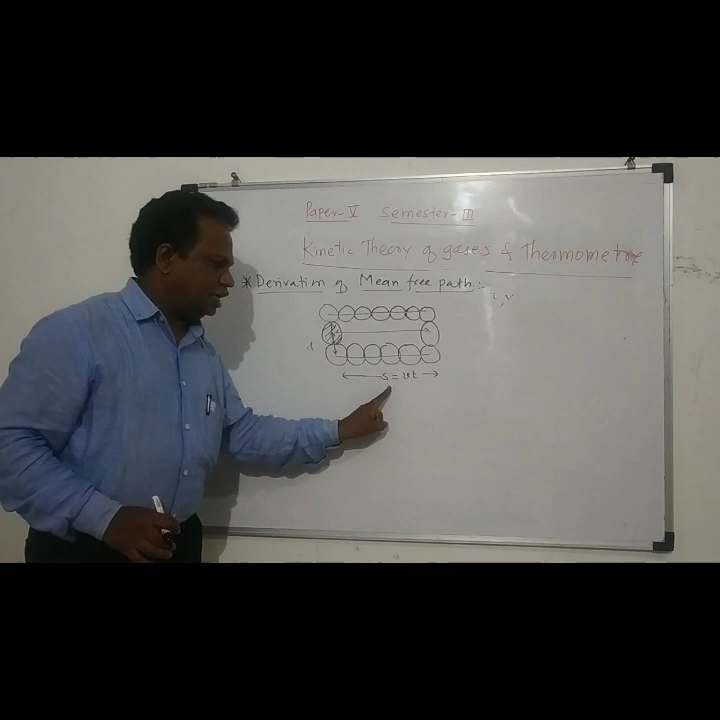 Paper-V Semester-III
Kinetic Theory of gases & Thermometry
*Derivation of Mean free path:-
d
S = vt